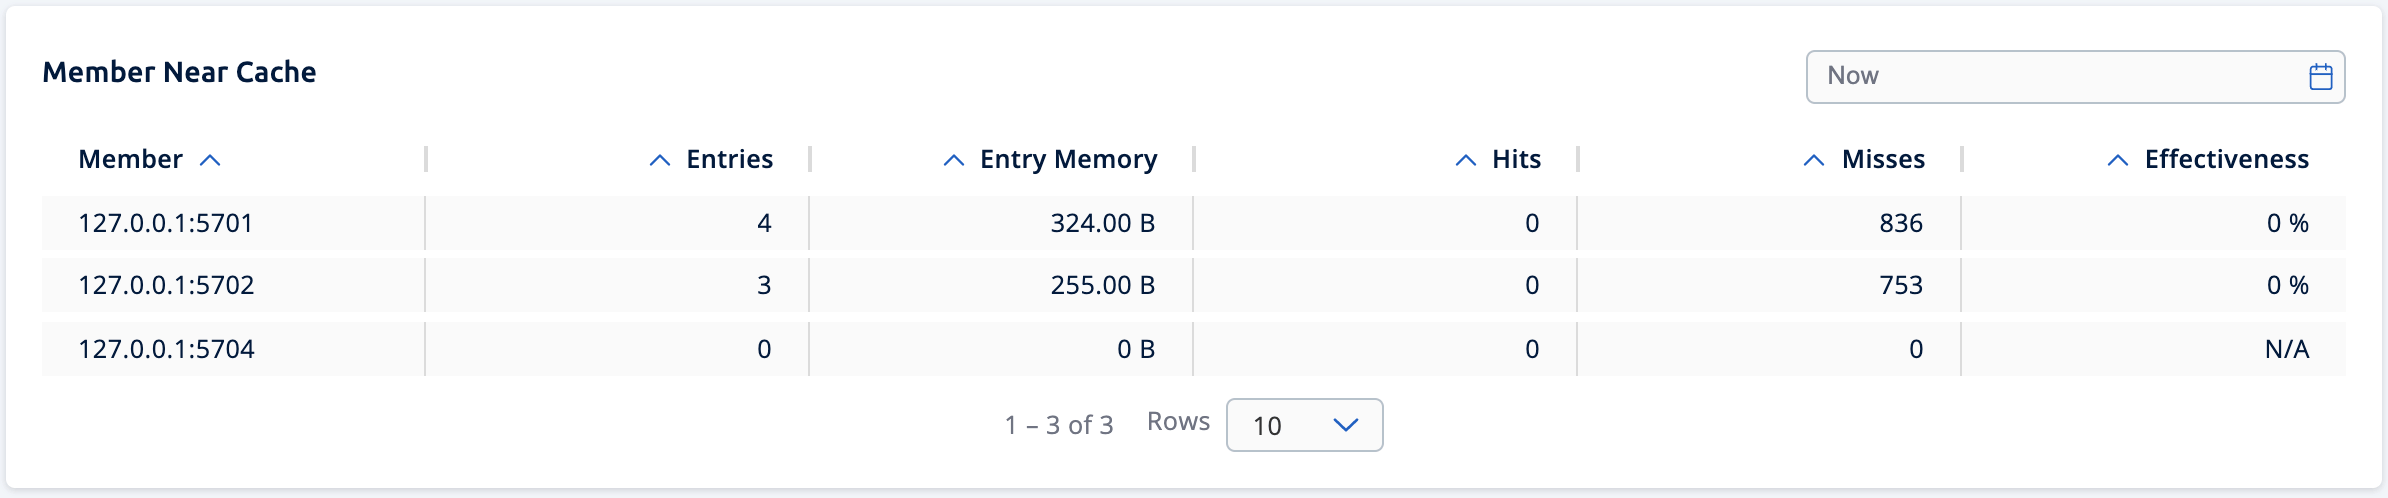 Member Near Cache
Now
Member Entries Entry Memory Hits Misses Effectiveness
127.0.0.1:5701 4 324.00 B 0 836 0 %
127.0.0.1:5702 3 255.00 B 0 753 0 %
127.0.0.1:5704 0 0 B 0 0 N/A
1 – 3 of 3 Rows 10